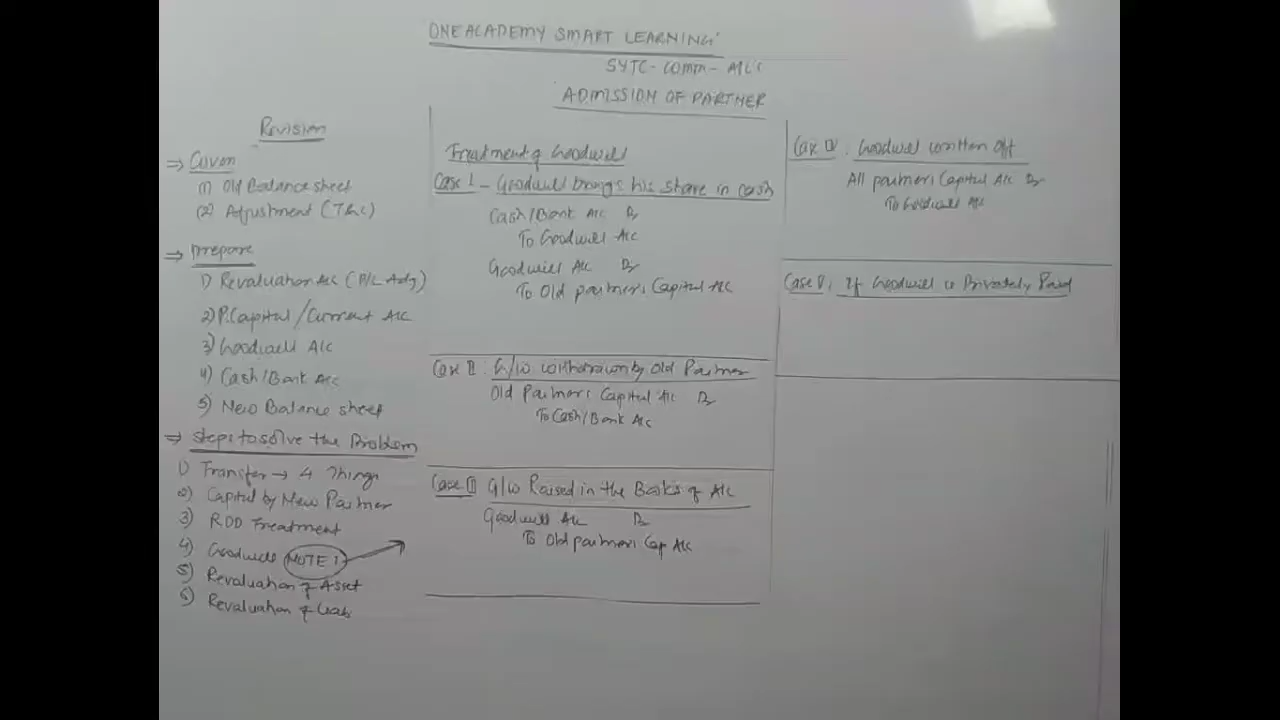 ONE ACADEMY SMART LEARNING
SYJC - COMM - A/Cs
ADMISSION OF PARTNER
Revision
⇒ Given
(1) Old Balance sheet
(2) Adjustment (T&C)
⇒ Prepare
1) Revaluation A/c (P/L Adj)
2) P. Capital / Current A/c
3) Goodwill A/c
4) Cash/Bank A/c
5) New Balance sheet
⇒ Steps to solve the Problem
1) Transfer → 4 Things
2) Capital by New Partner
3) RDD Treatment
4) Goodwill NOTE 1
5) Revaluation of Asset
6) Revaluation of Liab
Treatment of Goodwill
Case I - Goodwill brings his share in cash
Cash/Bank A/c Dr
To Goodwill A/c
Goodwill A/c Dr
To Old partners Capital A/c
Case II : G/w withdrawn by Old Partner
Old Partners Capital A/c Dr
To Cash/Bank A/c
Case III G/w Raised in the Books of A/c
Goodwill A/c Dr
To Old partners Cap A/c
Case IV : Goodwill written off
All partners Capital A/c Dr
To Goodwill A/c
Case V : If Goodwill is Privately Paid